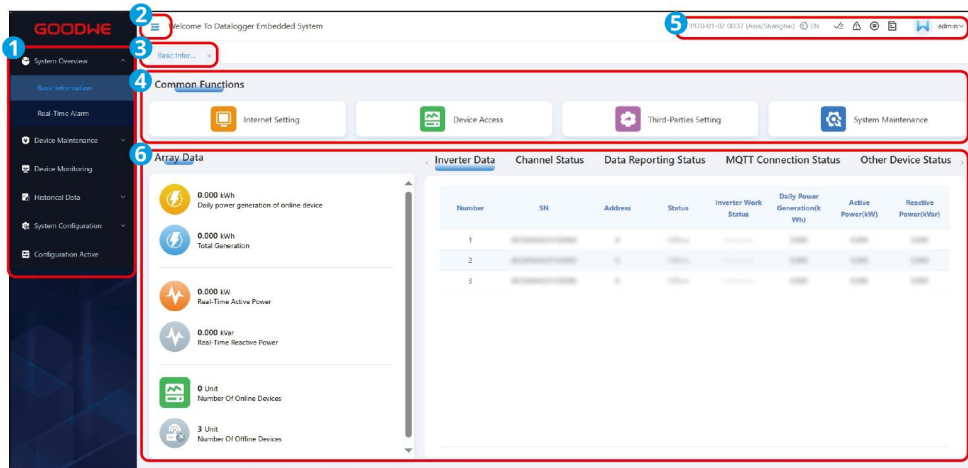 GOODWE
1
System Overview
Basic Information
Real-Time Alarm
Device Maintenance
Device Monitoring
Historical Data
System Configuration
Configuration Active
2
Welcome To Datalogger Embedded System
5
1970-01-02 00:37 (Asia/Shanghai) EN
admin
3
Basic Infor... ×
4
Common Functions
Internet Setting
Device Access
Third-Parties Setting
System Maintenance
6
Array Data
0.000 kWh
Daily power generation of online device
0.000 kWh
Total Generation
0.000 kW
Real-Time Active Power
0.000 kVar
Real-Time Reactive Power
0 Unit
Number Of Online Devices
3 Unit
Number Of Offline Devices
Inverter Data Channel Status Data Reporting Status MQTT Connection Status Other Device Status
Number SN Address Status Inverter Work Status Daily Power Generation(kWh) Active Power(kW) Reactive Power(kVar)
1
2
3